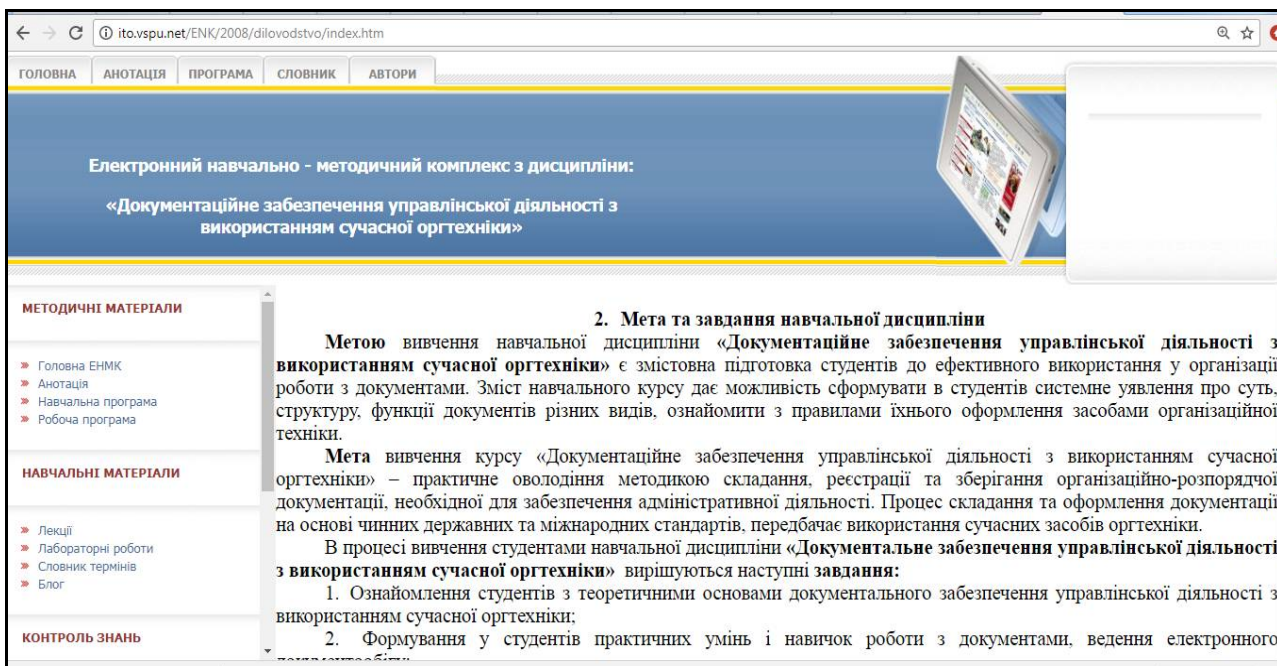 ito.vspu.net/ENK/2008/dilovodstvo/index.htm
ГОЛОВНА АНОТАЦІЯ ПРОГРАМА СЛОВНИК АВТОРИ
Електронний навчально - методичний комплекс з дисципліни:
«Документаційне забезпечення управлінської діяльності з
використанням сучасної оргтехніки»
МЕТОДИЧНІ МАТЕРІАЛИ
Головна ЕНМК
Анотація
Навчальна програма
Робоча програма
НАВЧАЛЬНІ МАТЕРІАЛИ
Лекції
Лабораторні роботи
Словник термінів
Блог
КОНТРОЛЬ ЗНАНЬ
2. Мета та завдання навчальної дисципліни
Метою вивчення навчальної дисципліни «Документаційне забезпечення управлінської діяльності з
використанням сучасної оргтехніки» є змістовна підготовка студентів до ефективного використання у організації
роботи з документами. Зміст навчального курсу дає можливість сформувати в студентів системне уявлення про суть,
структуру, функції документів різних видів, ознайомити з правилами їхнього оформлення засобами організаційної
техніки.
Мета вивчення курсу «Документаційне забезпечення управлінської діяльності з використанням сучасної
оргтехніки» – практичне оволодіння методикою складання, реєстрації та зберігання організаційно-розпорядчої
документації, необхідної для забезпечення адміністративної діяльності. Процес складання та оформлення документації
на основі чинних державних та міжнародних стандартів, передбачає використання сучасних засобів оргтехніки.
В процесі вивчення студентами навчальної дисципліни «Документальне забезпечення управлінської діяльності
з використанням сучасної оргтехніки» вирішуються наступні завдання:
1. Ознайомлення студентів з теоретичними основами документального забезпечення управлінської діяльності з
використанням сучасної оргтехніки;
2. Формування у студентів практичних умінь і навичок роботи з документами, ведення електронного